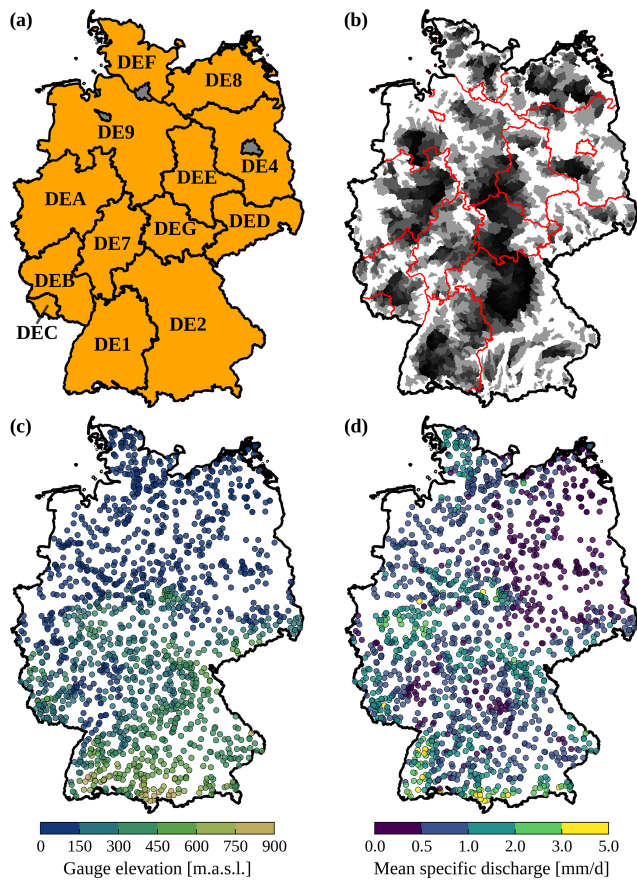 (a)
(b)
DEF
DE8
DE9
DE4
DEE
DEA
DED
DEG
DE7
DEB
DEC
DE2
DE1
(c)
(d)
0 150 300 450 600 750 900
Gauge elevation [m.a.s.l.]
0.0 0.5 1.0 2.0 3.0 5.0
Mean specific discharge [mm/d]